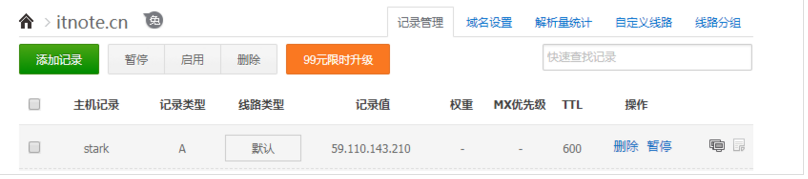 itnote.cn 免 记录管理 域名设置 解析量统计 自定义线路 线路分组
添加记录 暂停 启用 删除 99元限时升级 快速查找记录
主机记录 记录类型 线路类型 记录值 权重 MX优先级 TTL 操作
stark A 默认 59.110.143.210 - - 600 删除 暂停